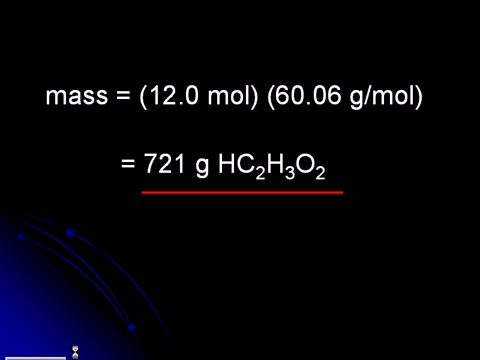 mass = (12.0 mol) (60.06 g/mol)
= 721 g HC₂H₃O₂